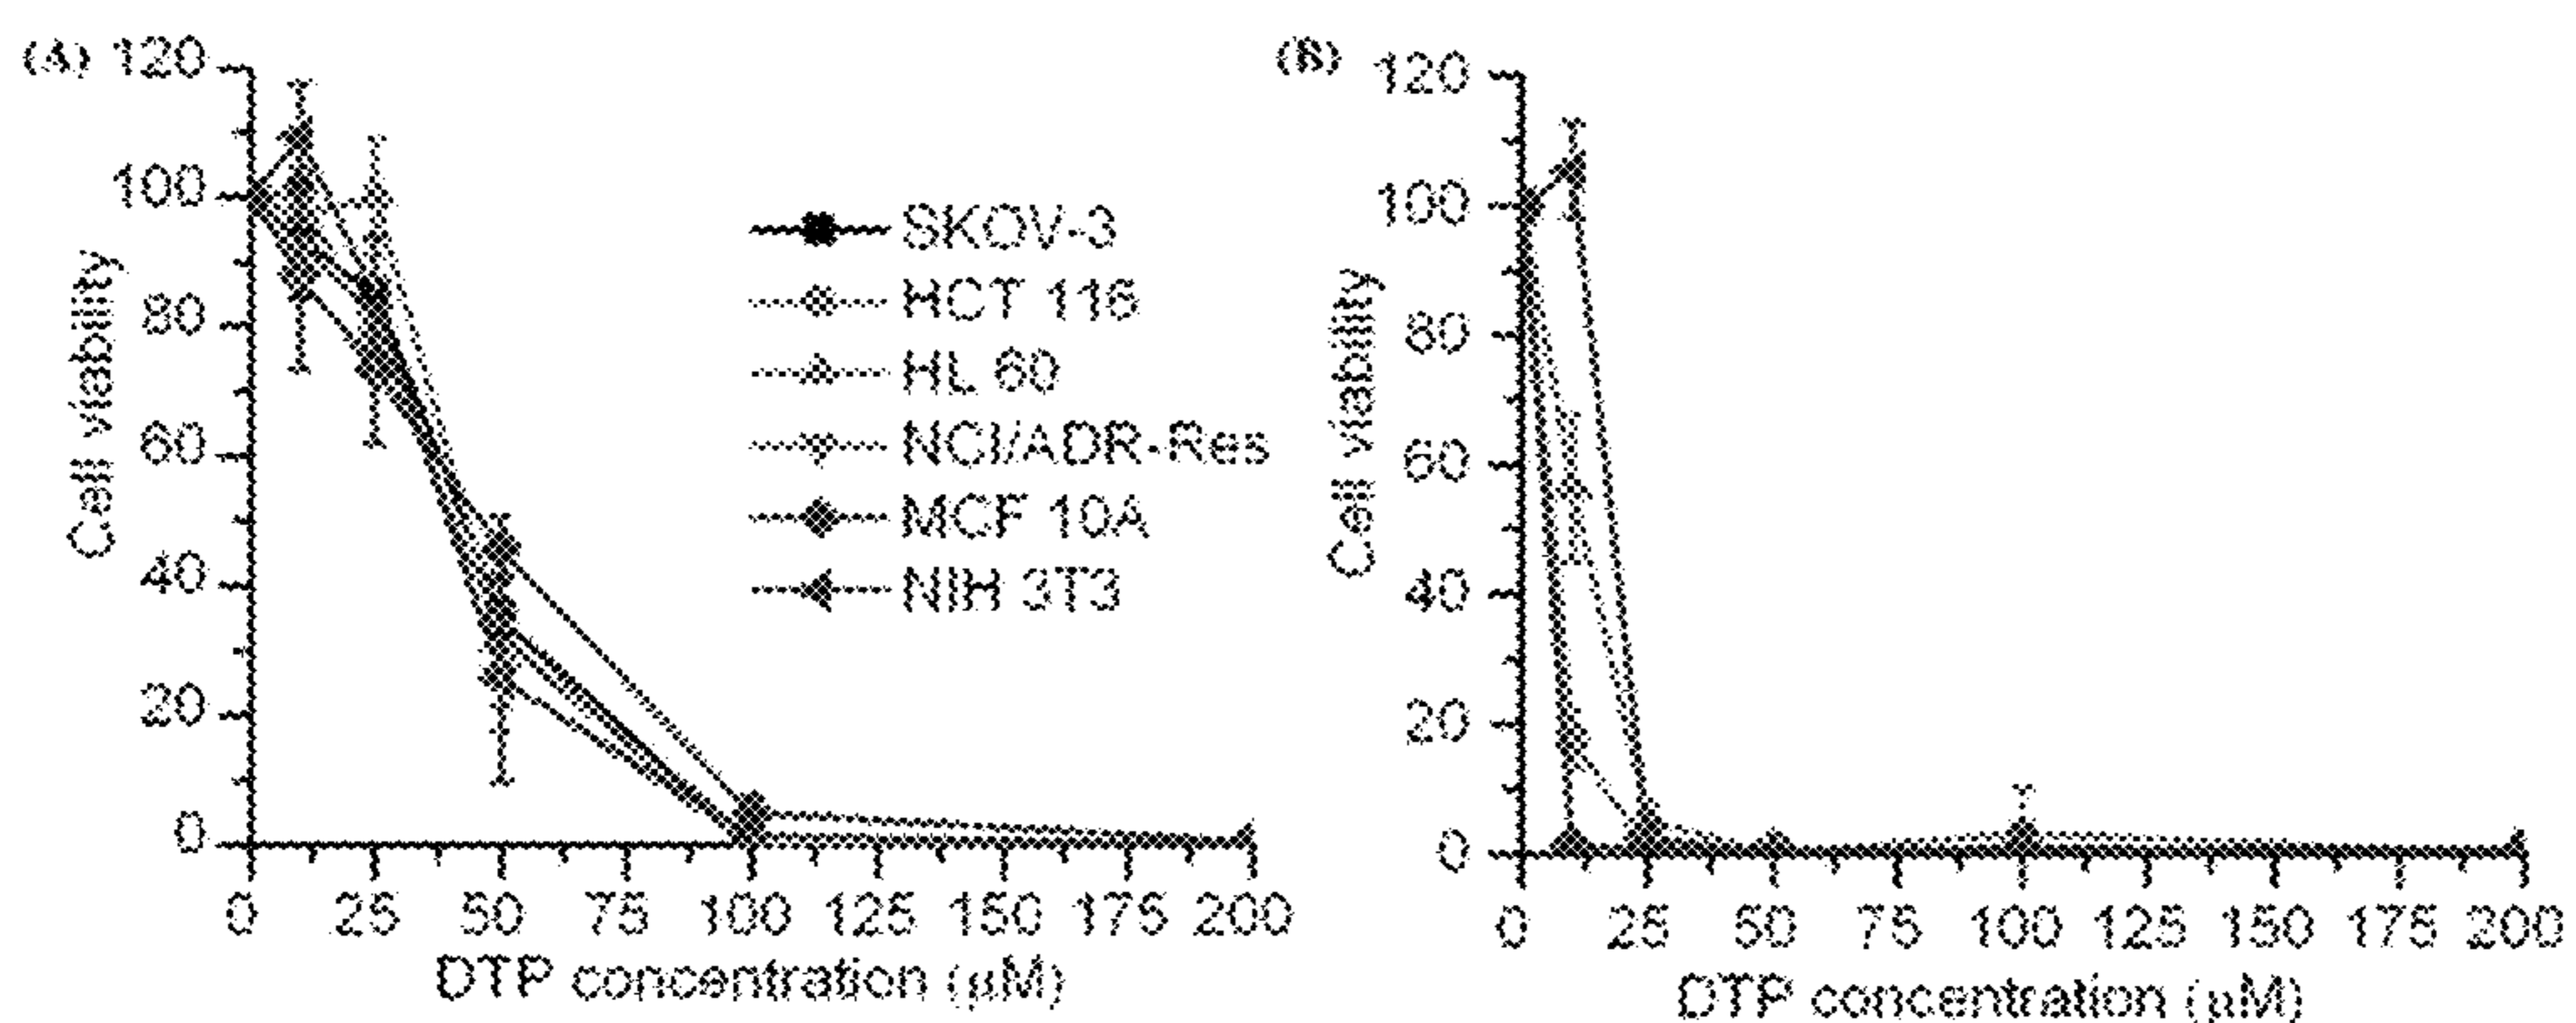 (A)
120
100
80
60
40
20
0
Cell viability
0 25 50 75 100 125 150 175 200
DTP concentration (μM)
SKOV-3
HCT 116
HL 60
NCI/ADR-Res
MCF 10A
NIH 3T3
(B)
120
100
80
60
40
20
0
Cell viability
0 25 50 75 100 125 150 175 200
DTP concentration (μM)